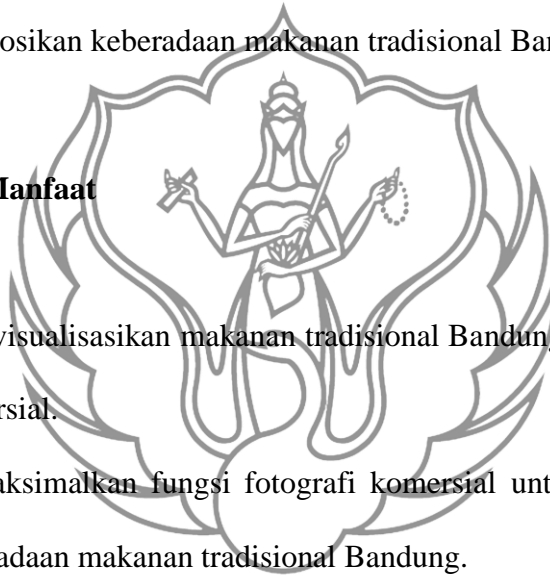 osikan keberadaan makanan tradisional Ban
Manfaat
visualisasikan makanan tradisional Bandung
rsial.
aksimalkan fungsi fotografi komersial unt
adaan makanan tradisional Bandung.